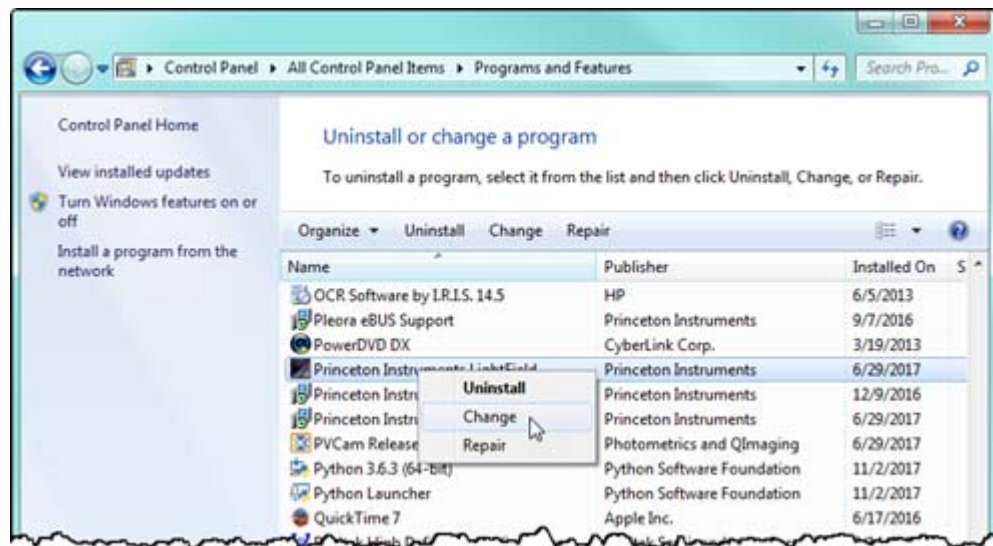 Control Panel ▸ All Control Panel Items ▸ Programs and Features
Search Pro...
Control Panel Home
View installed updates
Turn Windows features on or
off
Install a program from the
network
Uninstall or change a program
To uninstall a program, select it from the list and then click Uninstall, Change, or Repair.
Organize Uninstall Change Repair
Name Publisher Installed On S
OCR Software by I.R.I.S. 14.5 HP 6/5/2013
Pleora eBUS Support Princeton Instruments 9/7/2016
PowerDVD DX CyberLink Corp. 3/19/2013
Princeton Instruments LightField Princeton Instruments 6/29/2017
Princeton Instru Princeton Instruments 12/9/2016
Princeton Instru Princeton Instruments 6/29/2017
PVCam Release Photometrics and QImaging 6/29/2017
Python 3.6.3 (64-bit) Python Software Foundation 11/2/2017
Python Launcher Python Software Foundation 11/2/2017
QuickTime 7 Apple Inc. 6/17/2016
Uninstall
Change
Repair